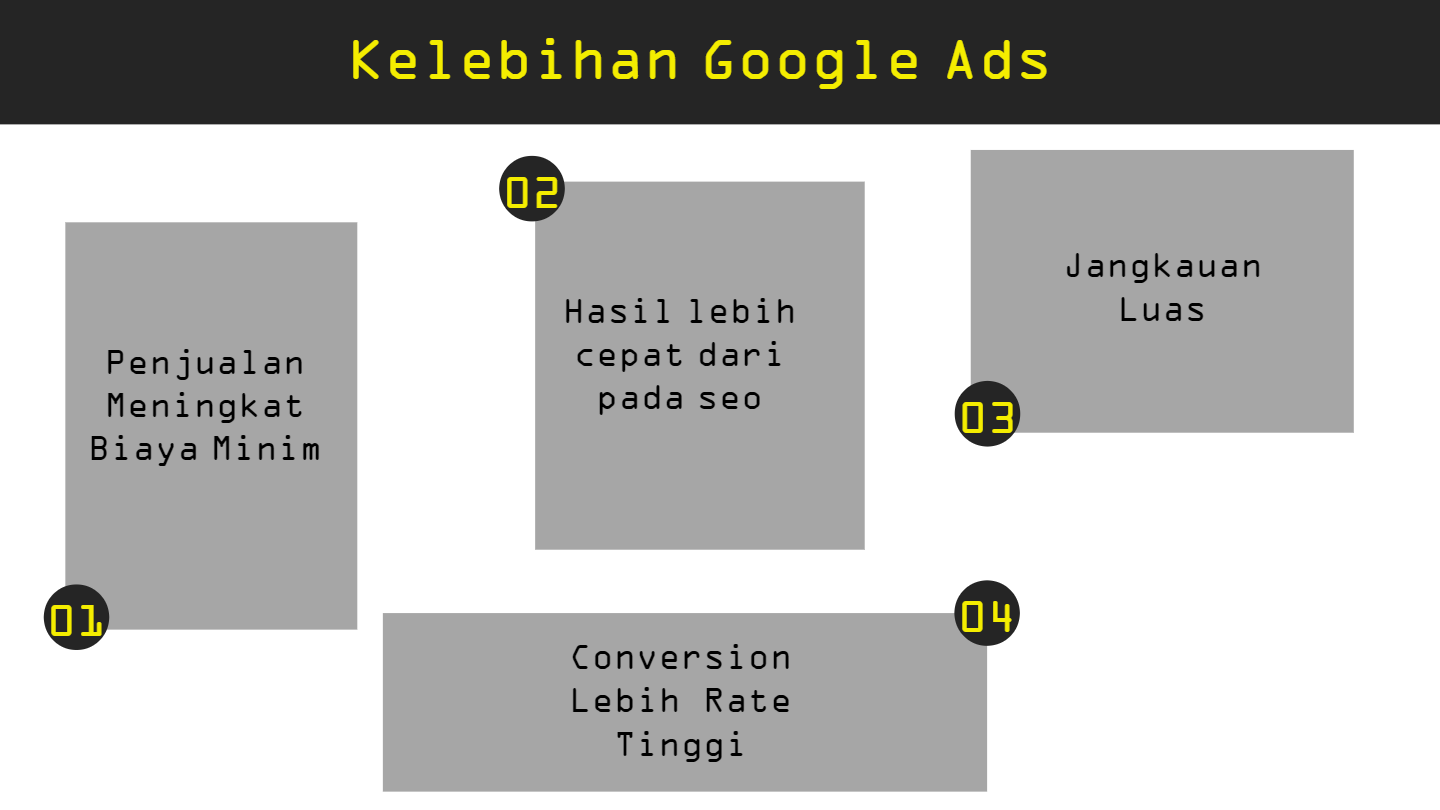 Kelebihan Google Ads
01
Penjualan
Meningkat
Biaya Minim
02
Hasil lebih
cepat dari
pada seo
03
Jangkauan
Luas
04
Conversion
Lebih Rate
Tinggi